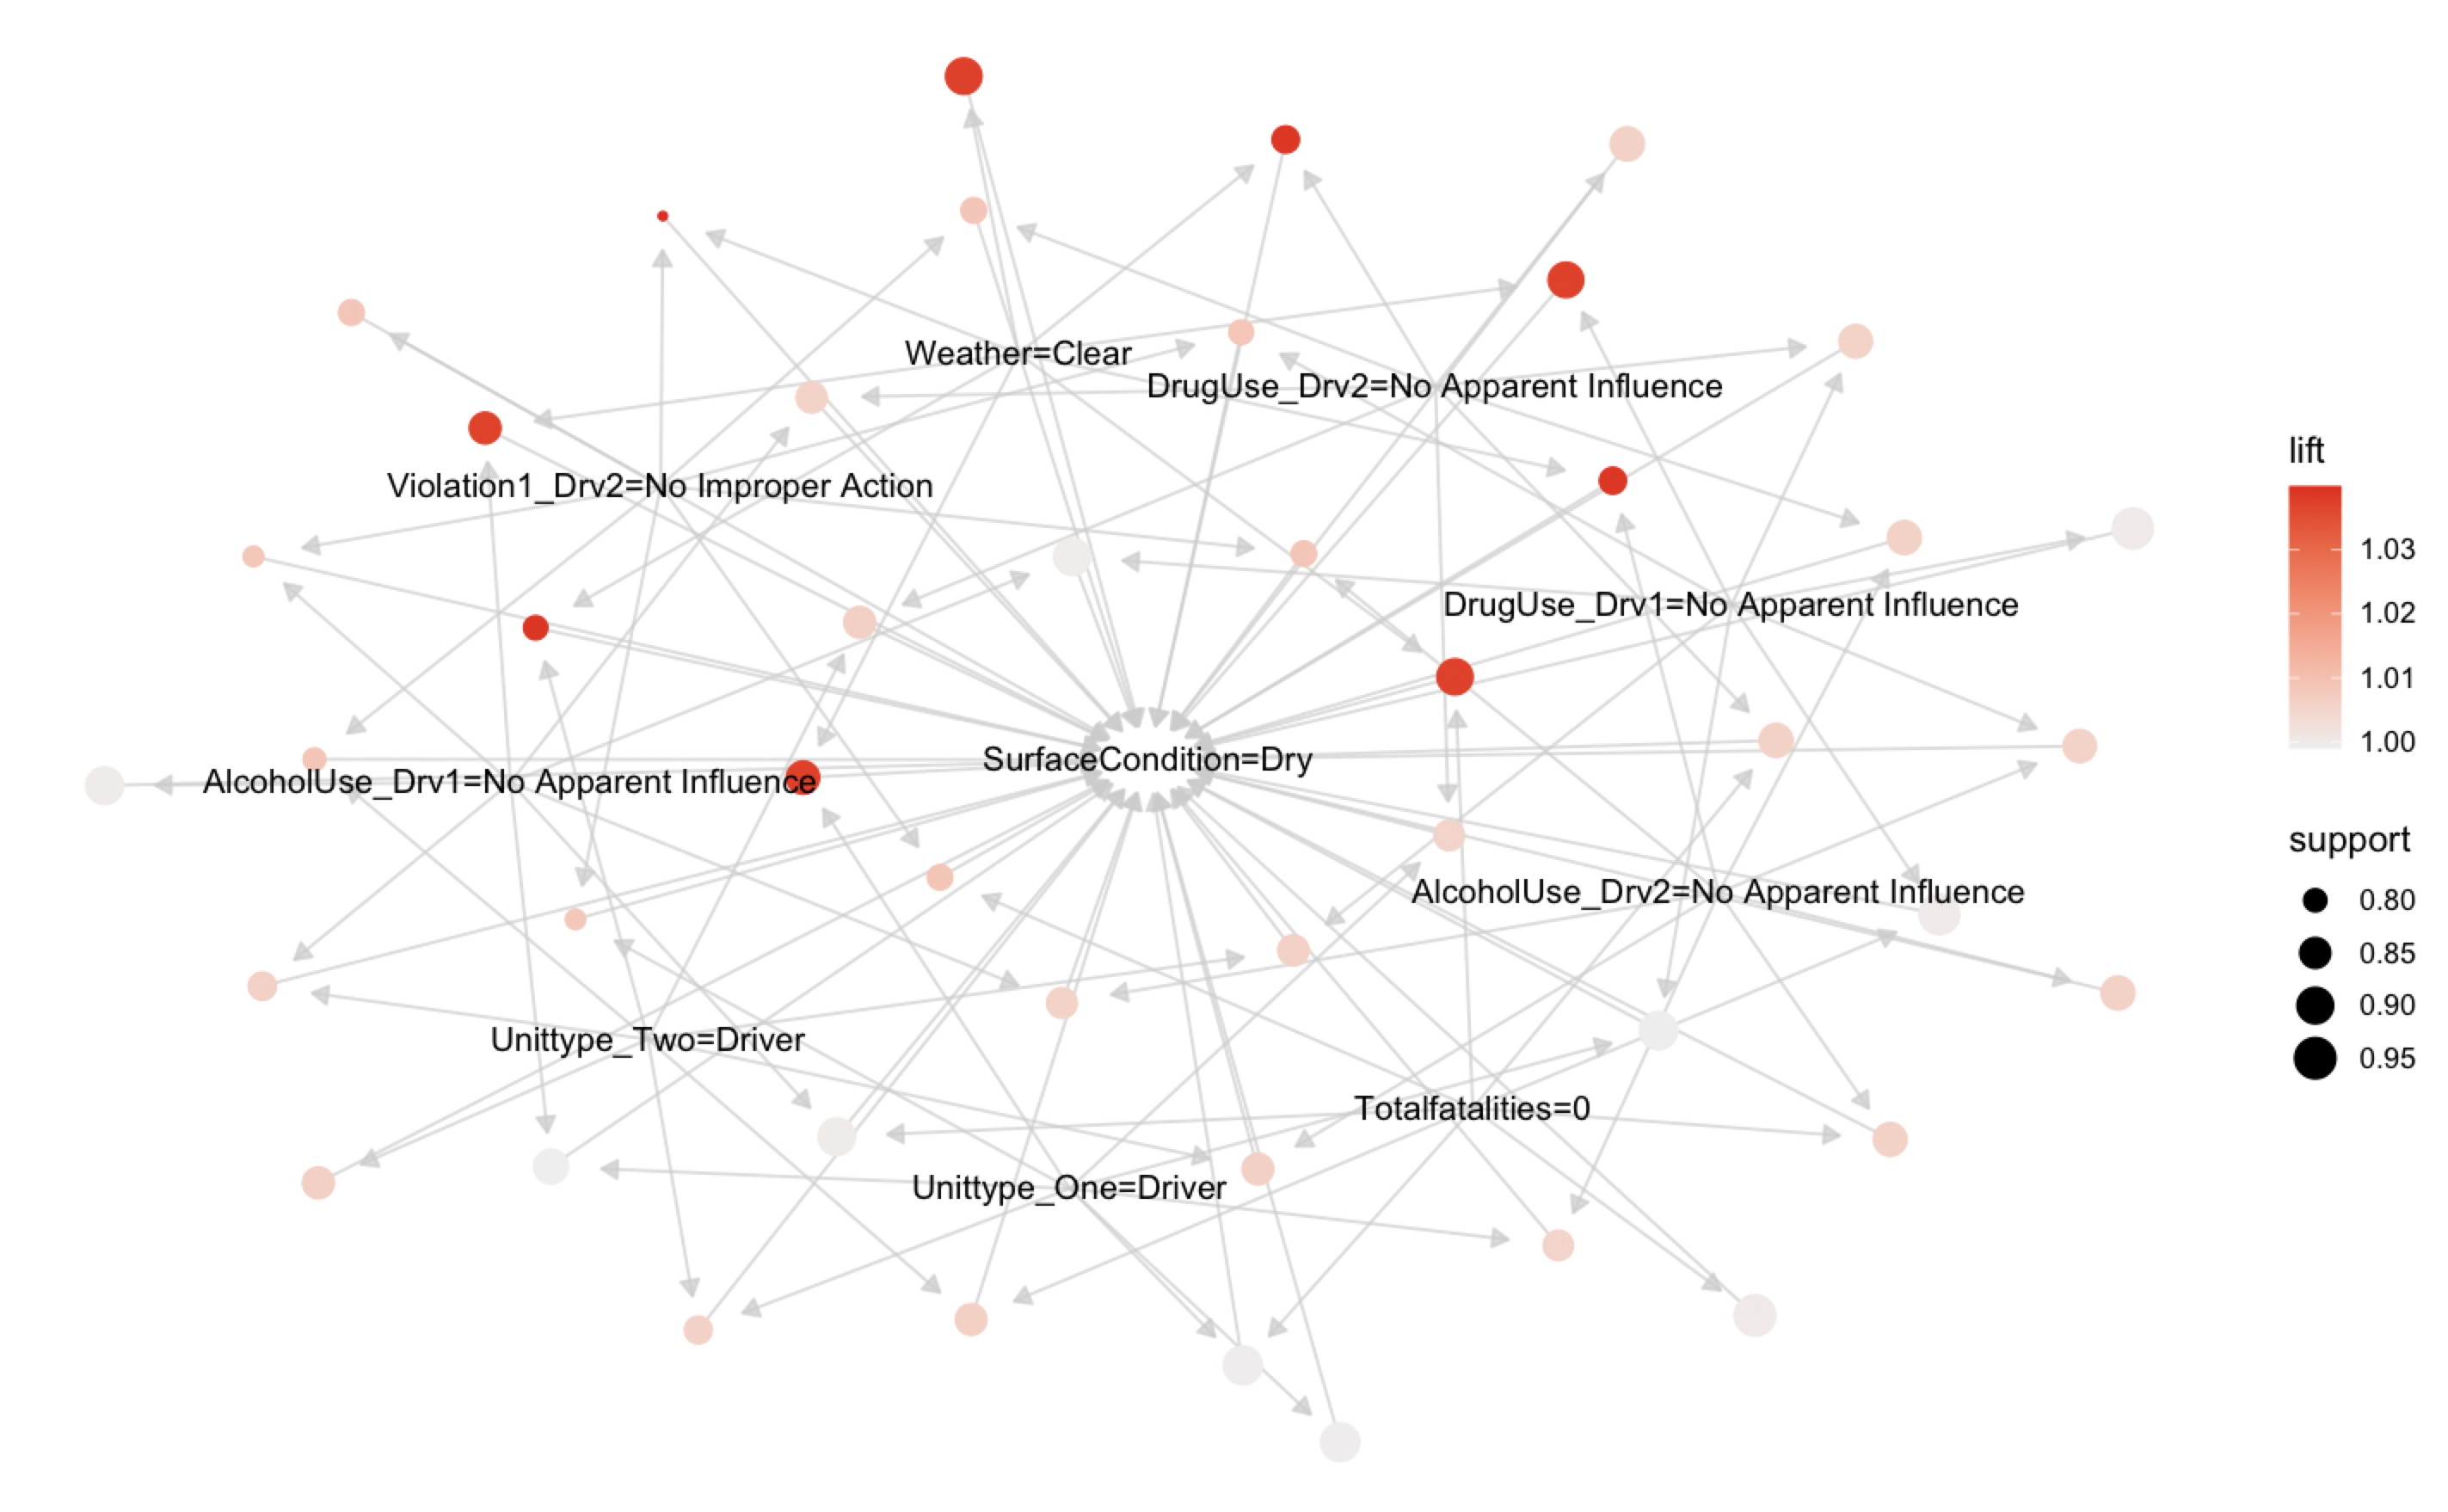 Weather=Clear
DrugUse_Drv2=No Apparent Influence
Violation1_Drv2=No Improper Action
DrugUse_Drv1=No Apparent Influence
SurfaceCondition=Dry
AlcoholUse_Drv1=No Apparent Influence
AlcoholUse_Drv2=No Apparent Influence
Unittype_Two=Driver
Totalfatalities=0
Unittype_One=Driver
lift
1.03
1.02
1.01
1.00
support
0.80
0.85
0.90
0.95